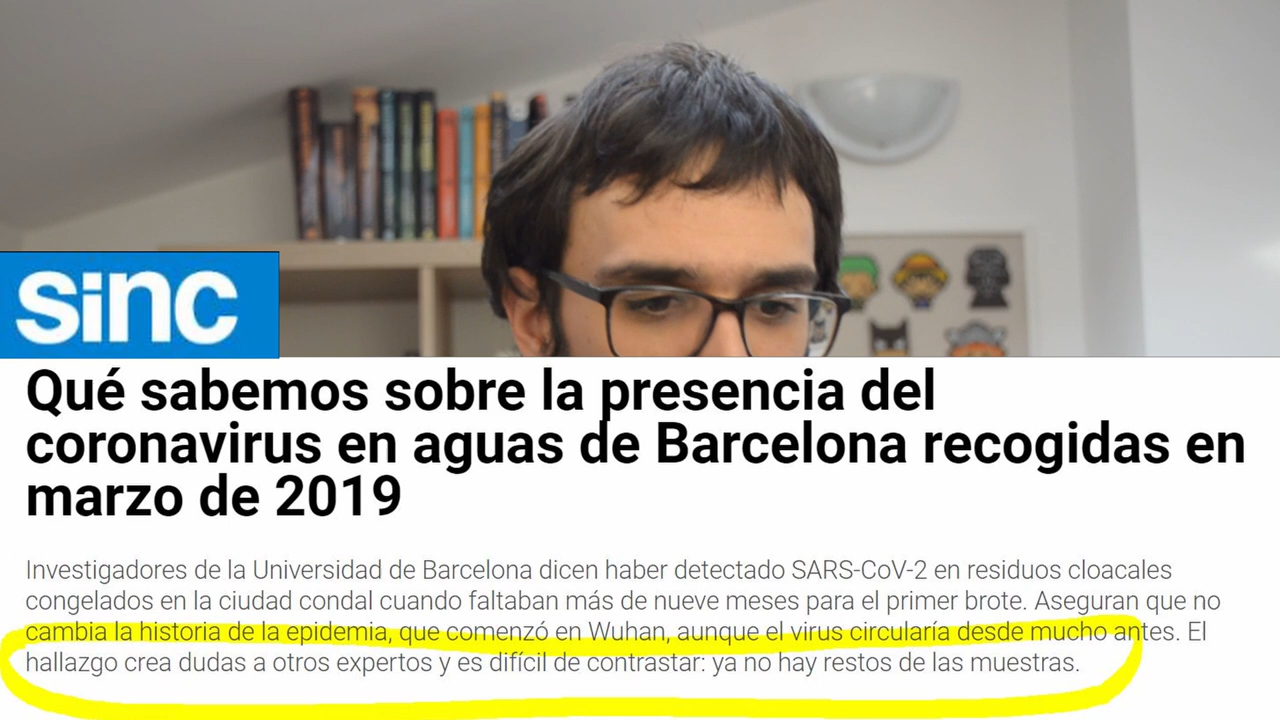 sinc
Qué sabemos sobre la presencia del
coronavirus en aguas de Barcelona recogidas en
marzo de 2019
Investigadores de la Universidad de Barcelona dicen haber detectado SARS-CoV-2 en residuos cloacales
congelados en la ciudad condal cuando faltaban más de nueve meses para el primer brote. Aseguran que no
cambia la historia de la epidemia, que comenzó en Wuhan, aunque el virus circularía desde mucho antes. El
hallazgo crea dudas a otros expertos y es difícil de contrastar: ya no hay restos de las muestras.